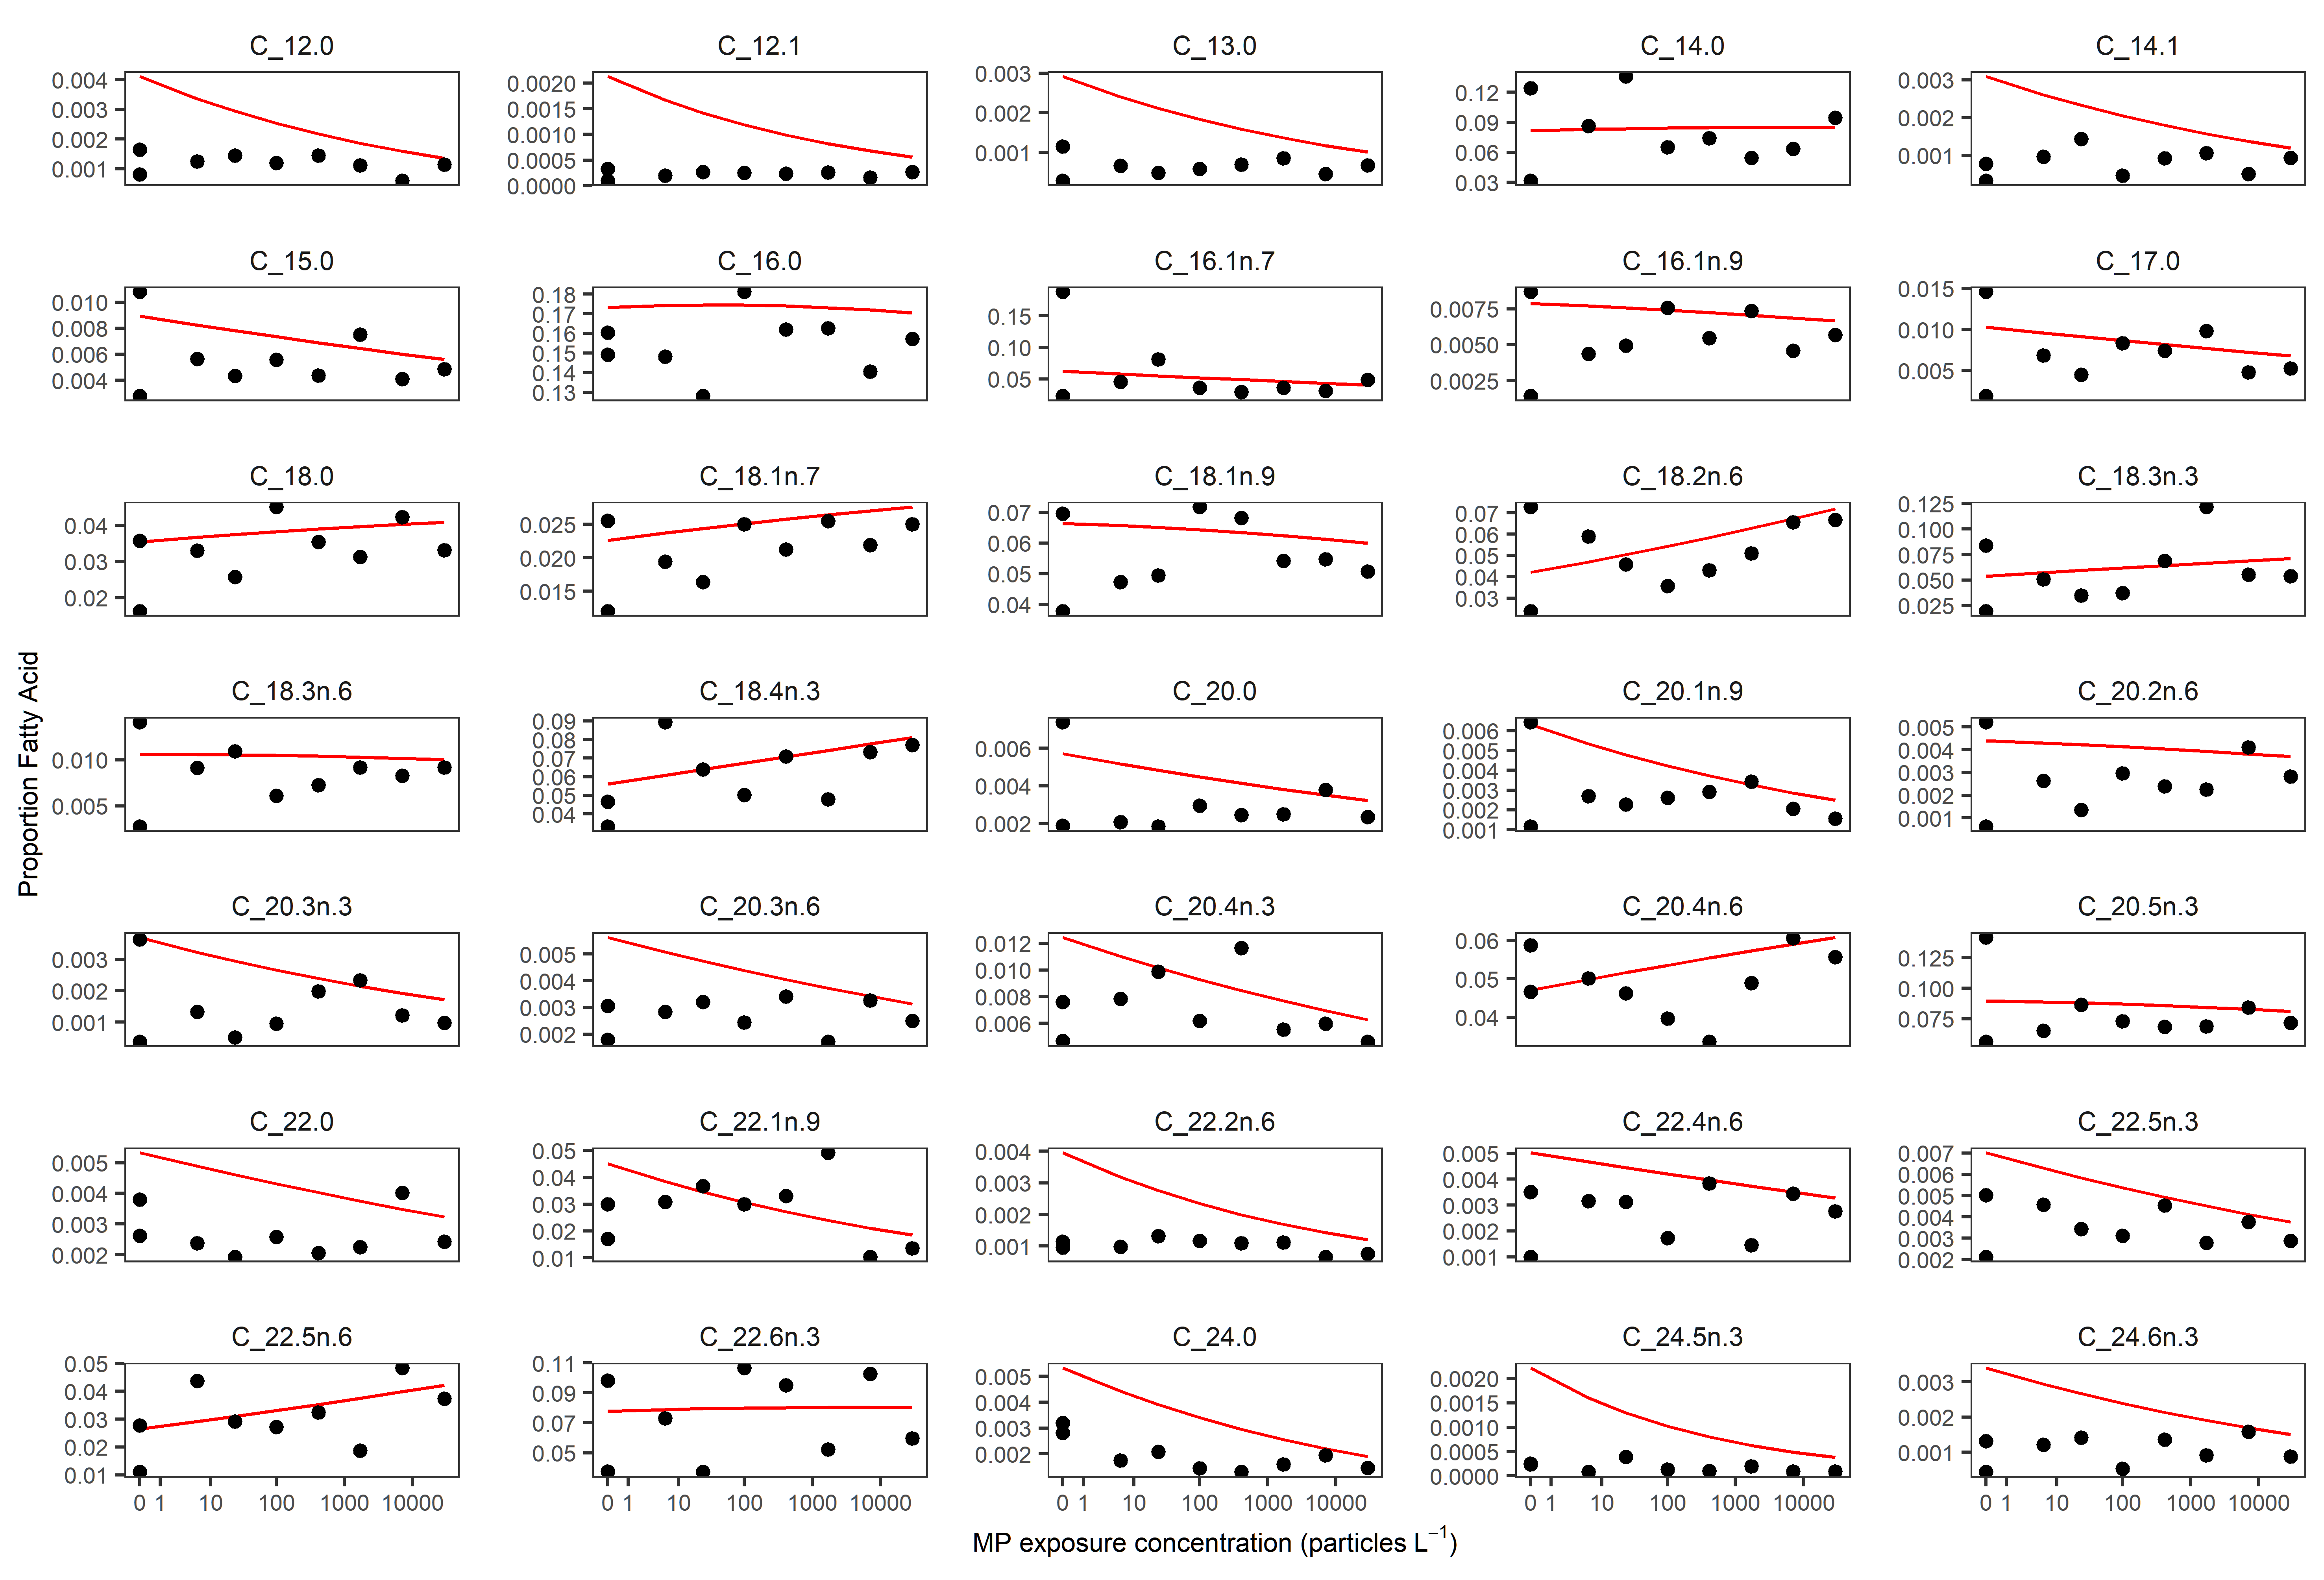 C_12.0 C_12.1 C_13.0 C_14.0 C_14.1
0.004 0.003 0.002 0.001
0.0020 0.0015 0.0010 0.0005 0.0000
0.003 0.002 0.001
0.12 0.09 0.06 0.03
0.003 0.002 0.001
C_15.0 C_16.0 C_16.1n.7 C_16.1n.9 C_17.0
0.010 0.008 0.006 0.004
0.18 0.17 0.16 0.15 0.14 0.13
0.15 0.10 0.05
0.0075 0.0050 0.0025
0.015 0.010 0.005
C_18.0 C_18.1n.7 C_18.1n.9 C_18.2n.6 C_18.3n.3
0.04 0.03 0.02
0.025 0.020 0.015
0.07 0.06 0.05 0.04
0.07 0.06 0.05 0.04 0.03
0.125 0.100 0.075 0.050 0.025
Proportion Fatty Acid
C_18.3n.6 C_18.4n.3 C_20.0 C_20.1n.9 C_20.2n.6
0.010 0.005
0.09 0.08 0.07 0.06 0.05 0.04
0.006 0.004 0.002
0.006 0.005 0.004 0.003 0.002 0.001
0.005 0.004 0.003 0.002 0.001
C_20.3n.3 C_20.3n.6 C_20.4n.3 C_20.4n.6 C_20.5n.3
0.003 0.002 0.001
0.005 0.004 0.003 0.002
0.012 0.010 0.008 0.006
0.06 0.05 0.04
0.125 0.100 0.075
C_22.0 C_22.1n.9 C_22.2n.6 C_22.4n.6 C_22.5n.3
0.005 0.004 0.003 0.002
0.05 0.04 0.03 0.02 0.01
0.004 0.003 0.002 0.001
0.005 0.004 0.003 0.002 0.001
0.007 0.006 0.005 0.004 0.003 0.002
C_22.5n.6 C_22.6n.3 C_24.0 C_24.5n.3 C_24.6n.3
0.05 0.04 0.03 0.02 0.01
0.11 0.09 0.07 0.05
0.005 0.004 0.003 0.002
0.0020 0.0015 0.0010 0.0005 0.0000
0.003 0.002 0.001
0 1 10 100 1000 10000 0 1 10 100 1000 10000 0 1 10 100 1000 10000 0 1 10 100 1000 10000 0 1 10 100 1000 10000
MP exposure concentration (particles L⁻¹)